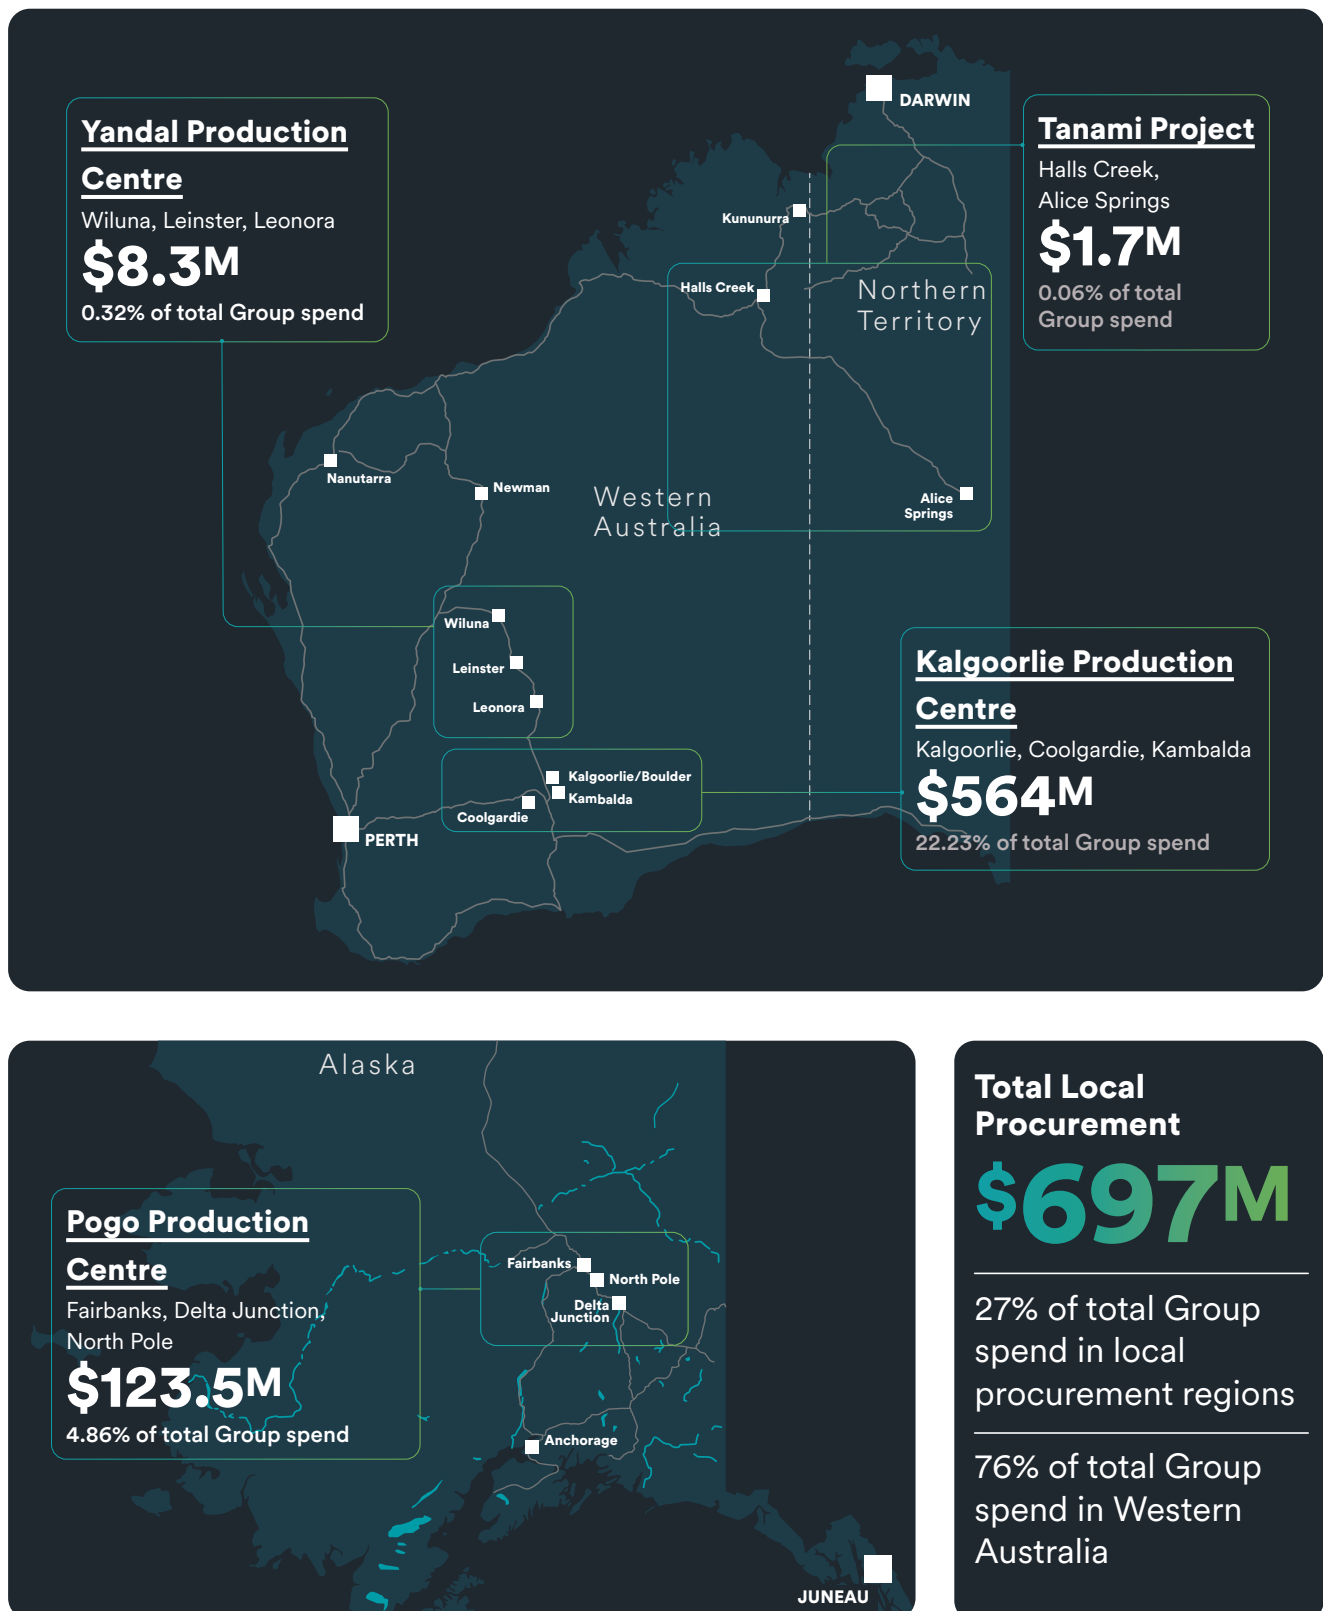 Yandal Production
Centre
Wiluna, Leinster, Leonora
$8.3M
0.32% of total Group spend
DARWIN
Tanami Project
Halls Creek,
Alice Springs
$1.7M
0.06% of total
Group spend
Kununurra
Halls Creek
Northern
Territory
Nanutarra
Newman
Western
Australia
Alice
Springs
Wiluna
Leinster
Leonora
Kalgoorlie/Boulder
Kambalda
Coolgardie
PERTH
Kalgoorlie Production
Centre
Kalgoorlie, Coolgardie, Kambalda
$564M
22.23% of total Group spend
Alaska
Pogo Production
Centre
Fairbanks, Delta Junction,
North Pole
$123.5M
4.86% of total Group spend
Fairbanks
North Pole
Delta
Junction
Anchorage
JUNEAU
Total Local
Procurement
$697M
27% of total Group
spend in local
procurement regions
76% of total Group
spend in Western
Australia